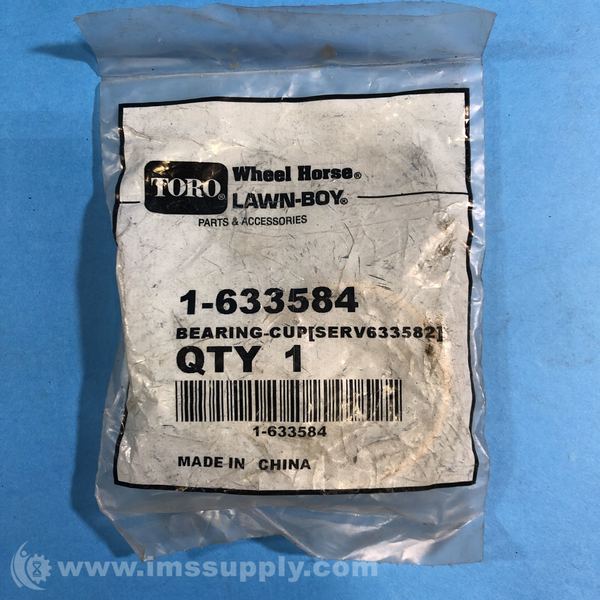 TORO®
Wheel Horse®
LAWN-BOY®
PARTS & ACCESSORIES
1-633584
BEARING-CUP[SERV633582]
QTY 1
1-633584
MADE IN CHINA
www.imssupply.com